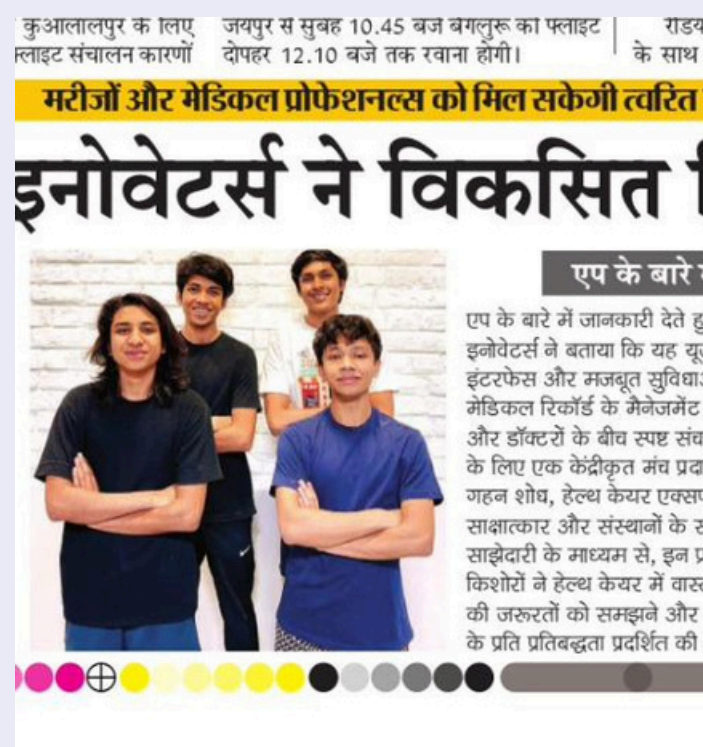 कुआलालंपुर के लिए
फ्लाइट संचालन कारणों
जयपुर से सुबह 10.45 बजे बेंगलुरू की फ्लाइट
दोपहर 12.10 बजे तक रवाना होगी।
के साथ
मरीजों और मेडिकल प्रोफेशनल्स को मिल सकेगी त्वरित
इनोवेटर्स ने विकसित
एप के बारे
एप के बारे में जानकारी देते
इनोवेटर्स ने बताया कि यह
इंटरफेस और मजबूत
मेडिकल रिकॉर्ड के मैनेजमेंट
और डॉक्टरों के बीच स्पष्ट
के लिए एक केंद्रीकृत मंच
गहन शोध, हेल्थ केयर
साक्षात्कार और संस्थानों के
साझेदारी के माध्यम से, इन
किशोरों ने हेल्थ केयर में
की जरूरतों को समझने और
के प्रति प्रतिबद्धता प्रदर्शित की